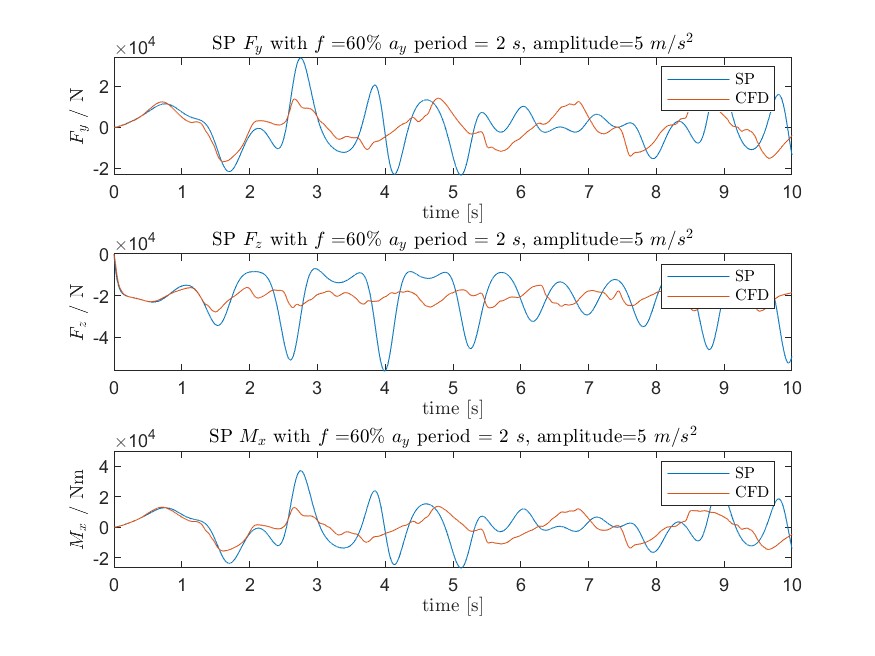 SP F_y with f =60% a_y period = 2 s, amplitude=5 m/s²
×10⁴
2
0
-2
F_y / N
SP
CFD
0 1 2 3 4 5 6 7 8 9 10
time [s]
SP F_z with f =60% a_y period = 2 s, amplitude=5 m/s²
×10⁴
0
-2
-4
F_z / N
SP
CFD
0 1 2 3 4 5 6 7 8 9 10
time [s]
SP M_x with f =60% a_y period = 2 s, amplitude=5 m/s²
×10⁴
4
2
0
-2
M_x / Nm
SP
CFD
0 1 2 3 4 5 6 7 8 9 10
time [s]